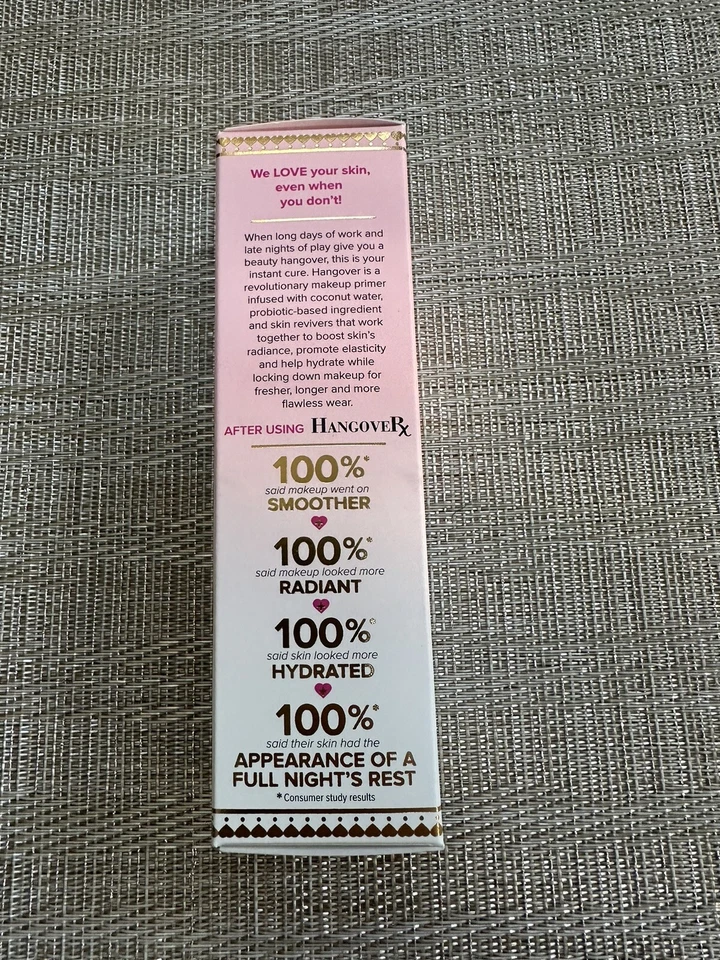 We LOVE your skin,
even when
you don't!
When long days of work and
late nights of play give you a
beauty hangover, this is your
instant cure. Hangover is a
revolutionary makeup primer
infused with coconut water,
probiotic-based ingredient
and skin revivers that work
together to boost skin's
radiance, promote elasticity
and help hydrate while
locking down makeup for
fresher, longer and more
flawless wear.
AFTER USING HANGOVERx
100%*
said makeup went on
SMOOTHER
+
100%*
said makeup looked more
RADIANT
+
100%*
said skin looked more
HYDRATED
+
100%*
said their skin had the
APPEARANCE OF A
FULL NIGHT'S REST
* Consumer study results